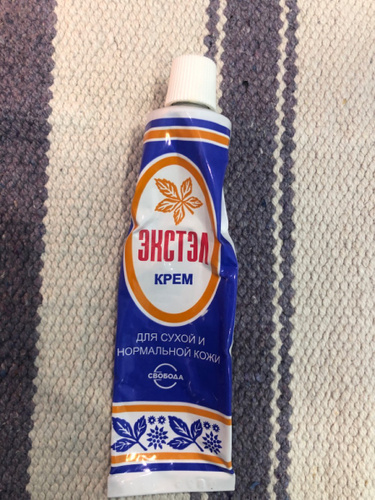 ЭКСТЭЛ
КРЕМ
ДЛЯ СУХОЙ И
НОРМАЛЬНОЙ КОЖИ
СВОБОДА